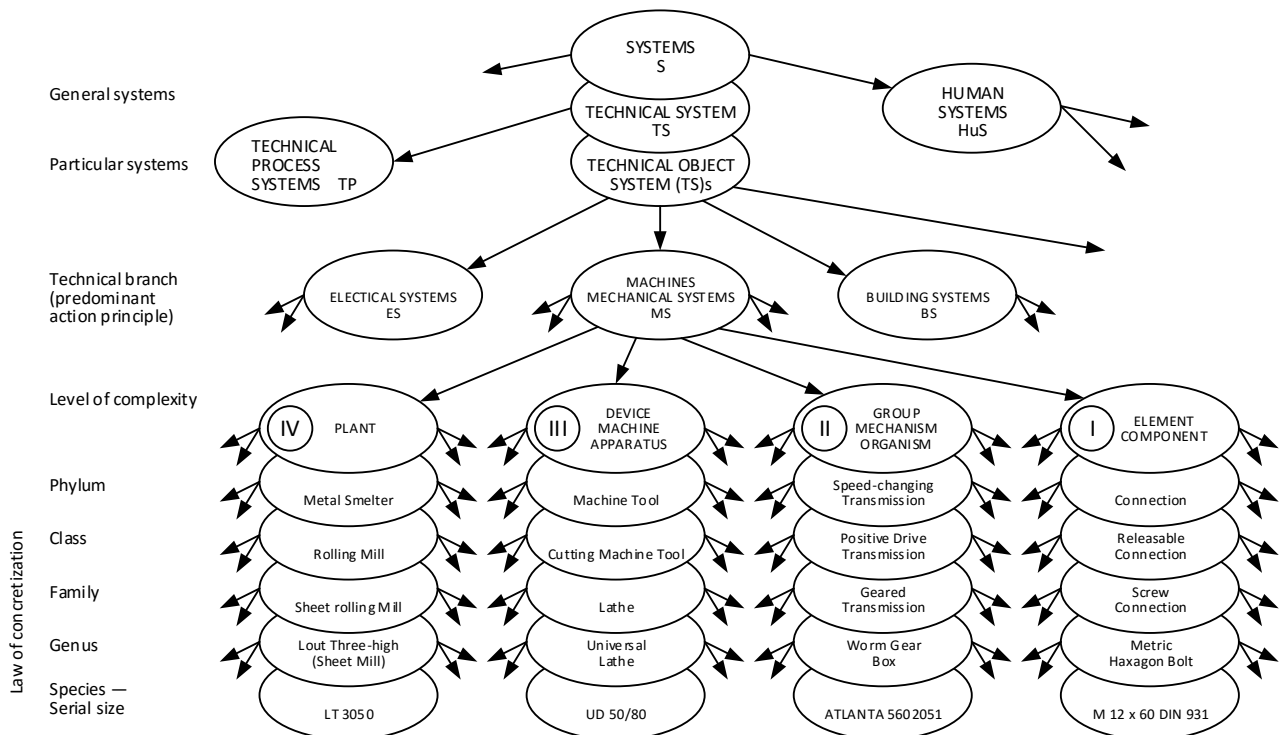 SYSTEMS
S
General systems
HUMAN
SYSTEMS
HuS
TECHNICAL SYSTEM
TS
Particular systems
TECHNICAL
PROCESS
SYSTEMS TP
TECHNICAL OBJECT
SYSTEM (TS)s
Technical branch
(predominant
action principle)
ELECTICAL SYSTEMS
ES
MACHINES
MECHANICAL SYSTEMS
MS
BUILDING SYSTEMS
BS
Level of complexity
IV
PLANT
III
DEVICE
MACHINE
APPARATUS
II
GROUP
MECHANISM
ORGANISM
I
ELEMENT
COMPONENT
Law of concretization
Phylum
Metal Smelter
Machine Tool
Speed-changing
Transmission
Connection
Class
Rolling Mill
Cutting Machine Tool
Positive Drive
Transmission
Releasable
Connection
Family
Sheet rolling Mill
Lathe
Geared
Transmission
Screw
Connection
Genus
Lout Three-high
(Sheet Mill)
Universal
Lathe
Worm Gear
Box
Metric
Haxagon Bolt
Species —
Serial size
LT 3050
UD 50/80
ATLANTA 5602051
M 12 x 60 DIN 931